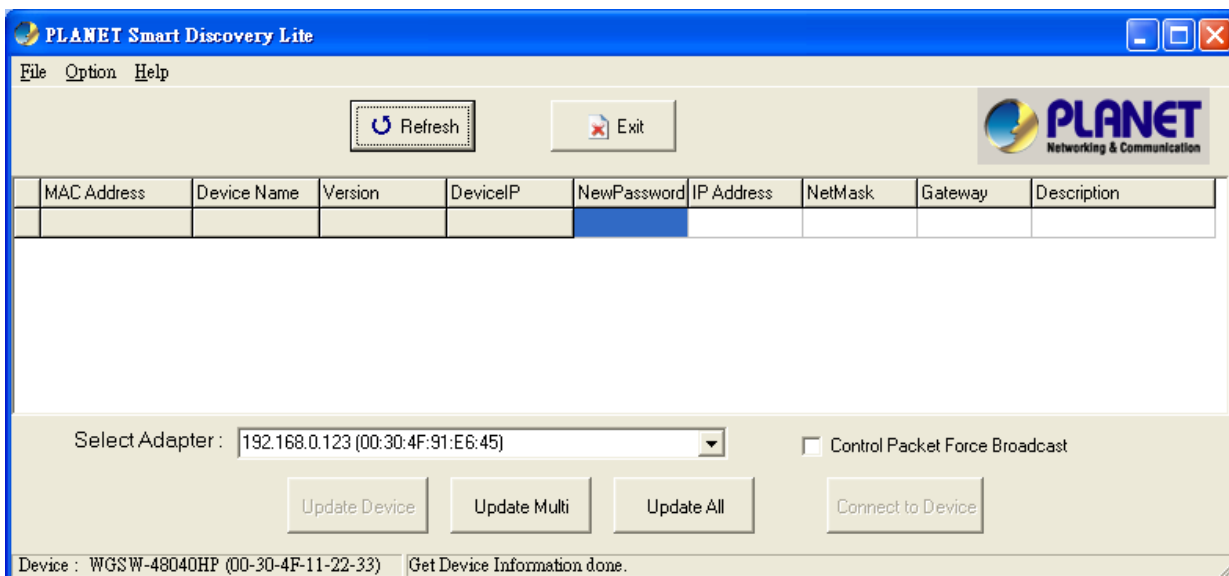 PLANET Smart Discovery Lite
File Option Help
Refresh Exit
PLANET
Networking & Communication
MAC Address Device Name Version DeviceIP NewPassword IP Address NetMask Gateway Description
Select Adapter : 192.168.0.123 (00:30:4F:91:E6:45) Control Packet Force Broadcast
Update Device Update Multi Update All Connect to Device
Device : WGSW-48040HP (00-30-4F-11-22-33) Get Device Information done.